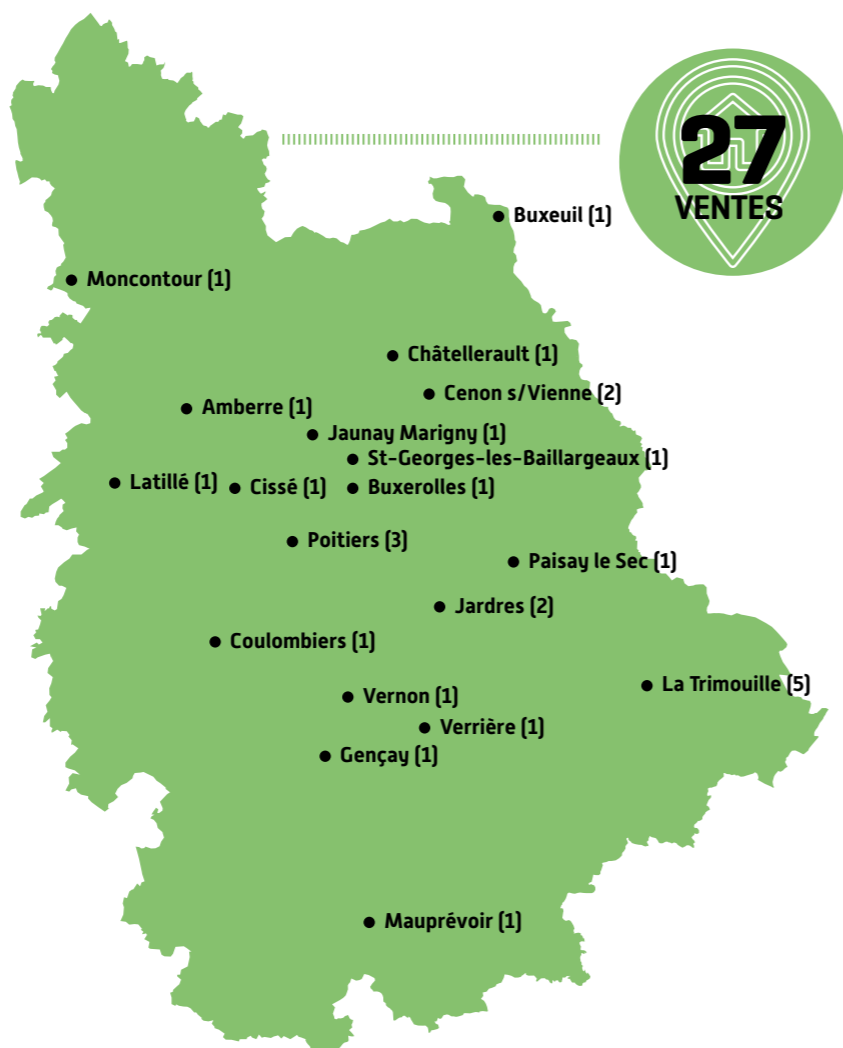 27
VENTES
Buxeuil (1)
Moncontour (1)
Châtellerault (1)
Cenon s/Vienne (2)
Amberre (1)
Jaunay Marigny (1)
St-Georges-les-Baillargeaux (1)
Latillé (1)
Cissé (1)
Buxerolles (1)
Poitiers (3)
Paisay le Sec (1)
Jardres (2)
Coulombiers (1)
La Trimouille (5)
Vernon (1)
Verrière (1)
Gençay (1)
Mauprévoir (1)